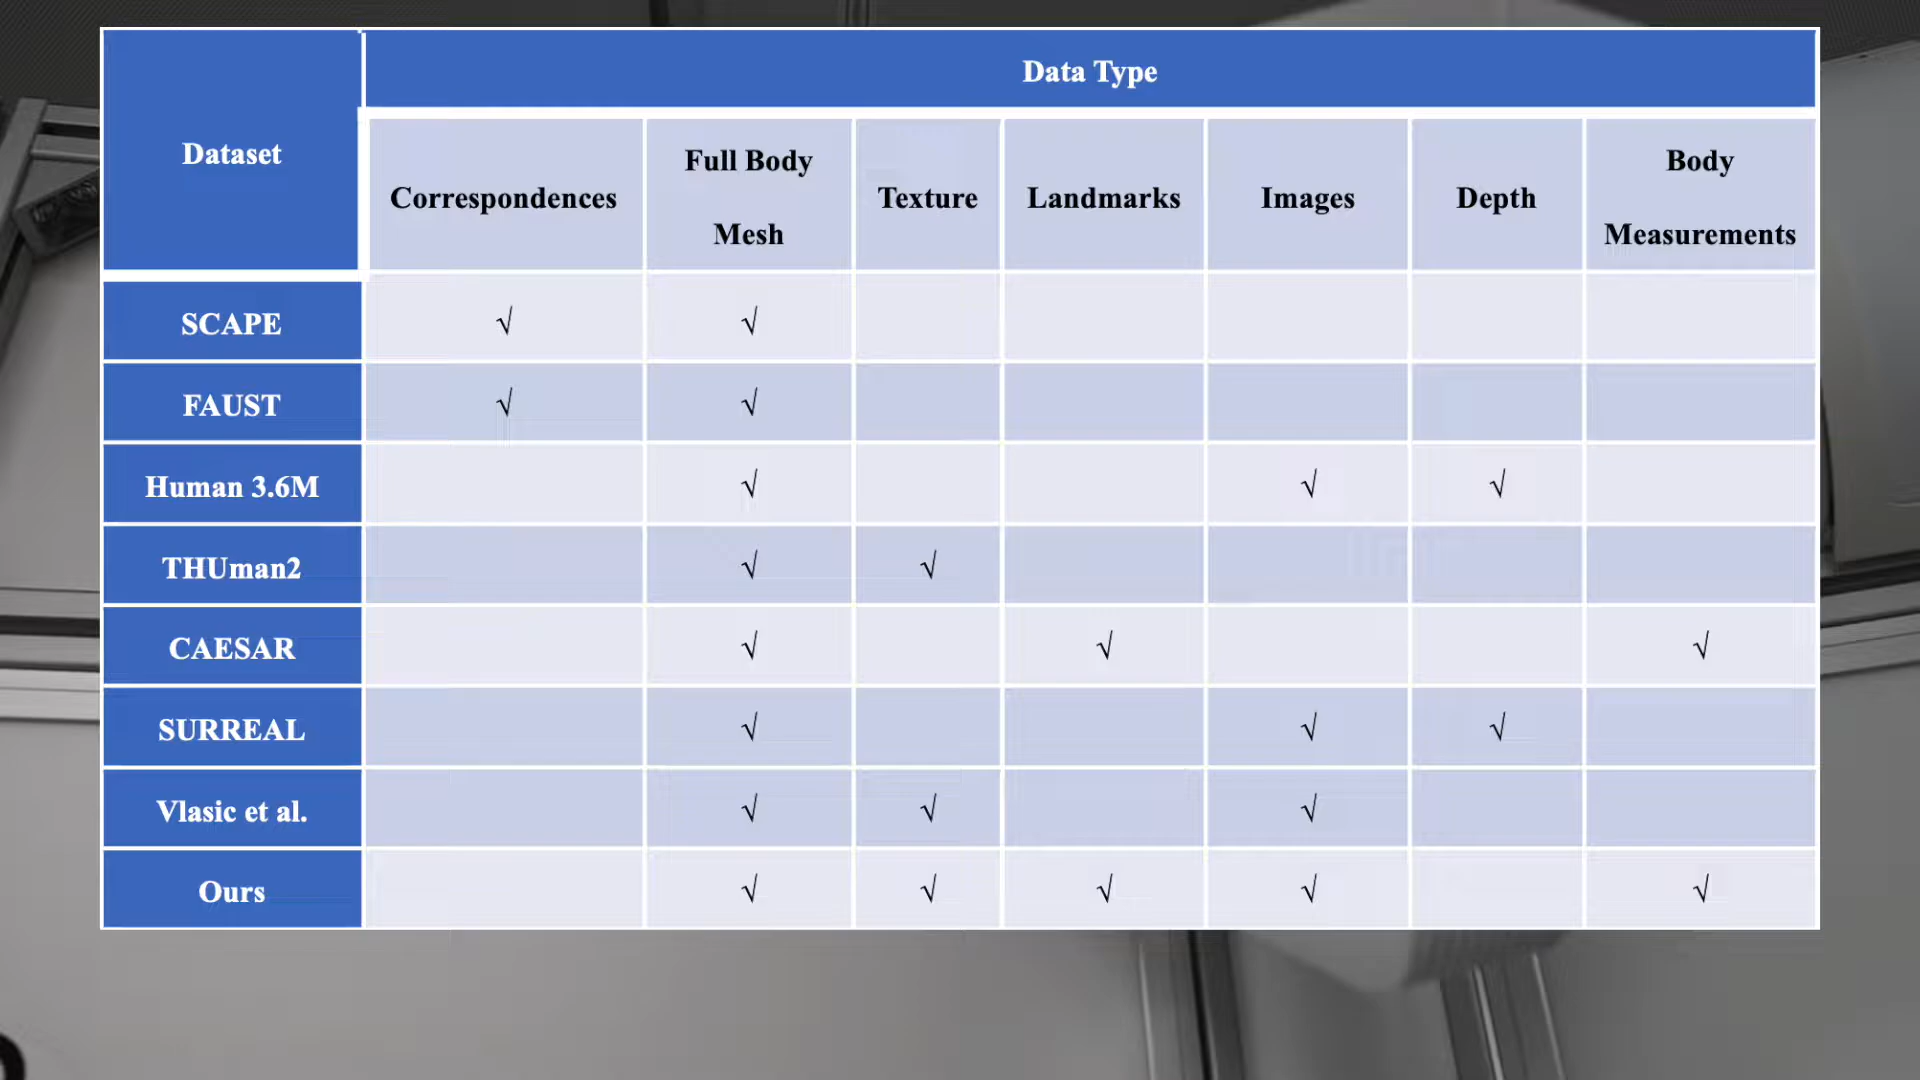 Dataset
Data Type
Correspondences
Full Body
Mesh
Texture
Landmarks
Images
Depth
Body
Measurements
SCAPE √ √
FAUST √ √
Human 3.6M √ √ √
THUman2 √ √
CAESAR √ √ √
SURREAL √ √ √
Vlasic et al. √ √ √
Ours √ √ √ √ √